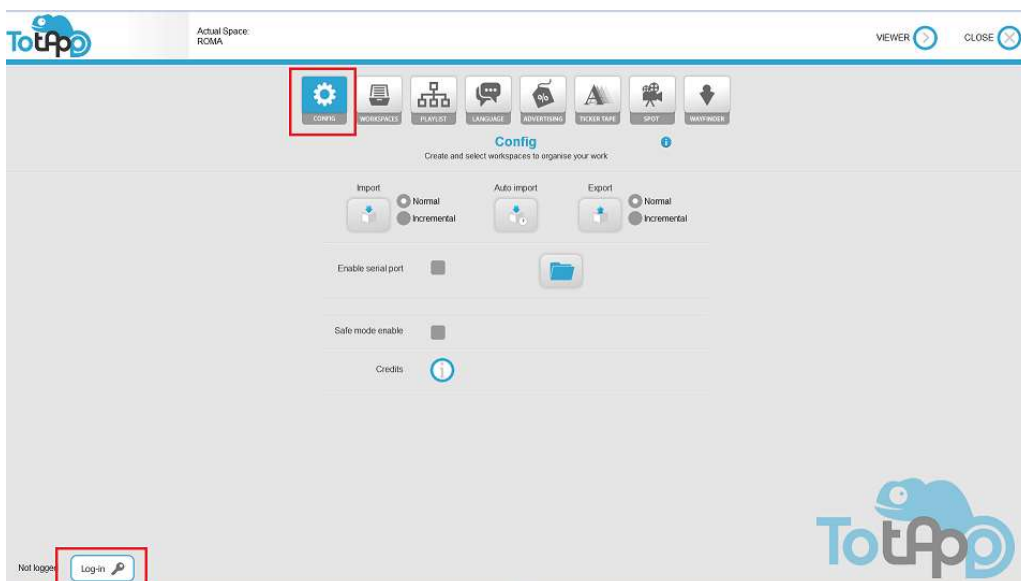 TotApp
Actual Space:
ROMA
VIEWER
CLOSE
CONFIG
WORKSPACES
PLAYLIST
LANGUAGE
ADVERTISING
TICKER TAPE
SPOT
WAYFINDER
Config
Create and select workspaces to organise your work
Import
Normal
Incremental
Auto import
Export
Normal
Incremental
Enable serial port
Safe mode enable
Credits
TotApp
Not logged
Log-in